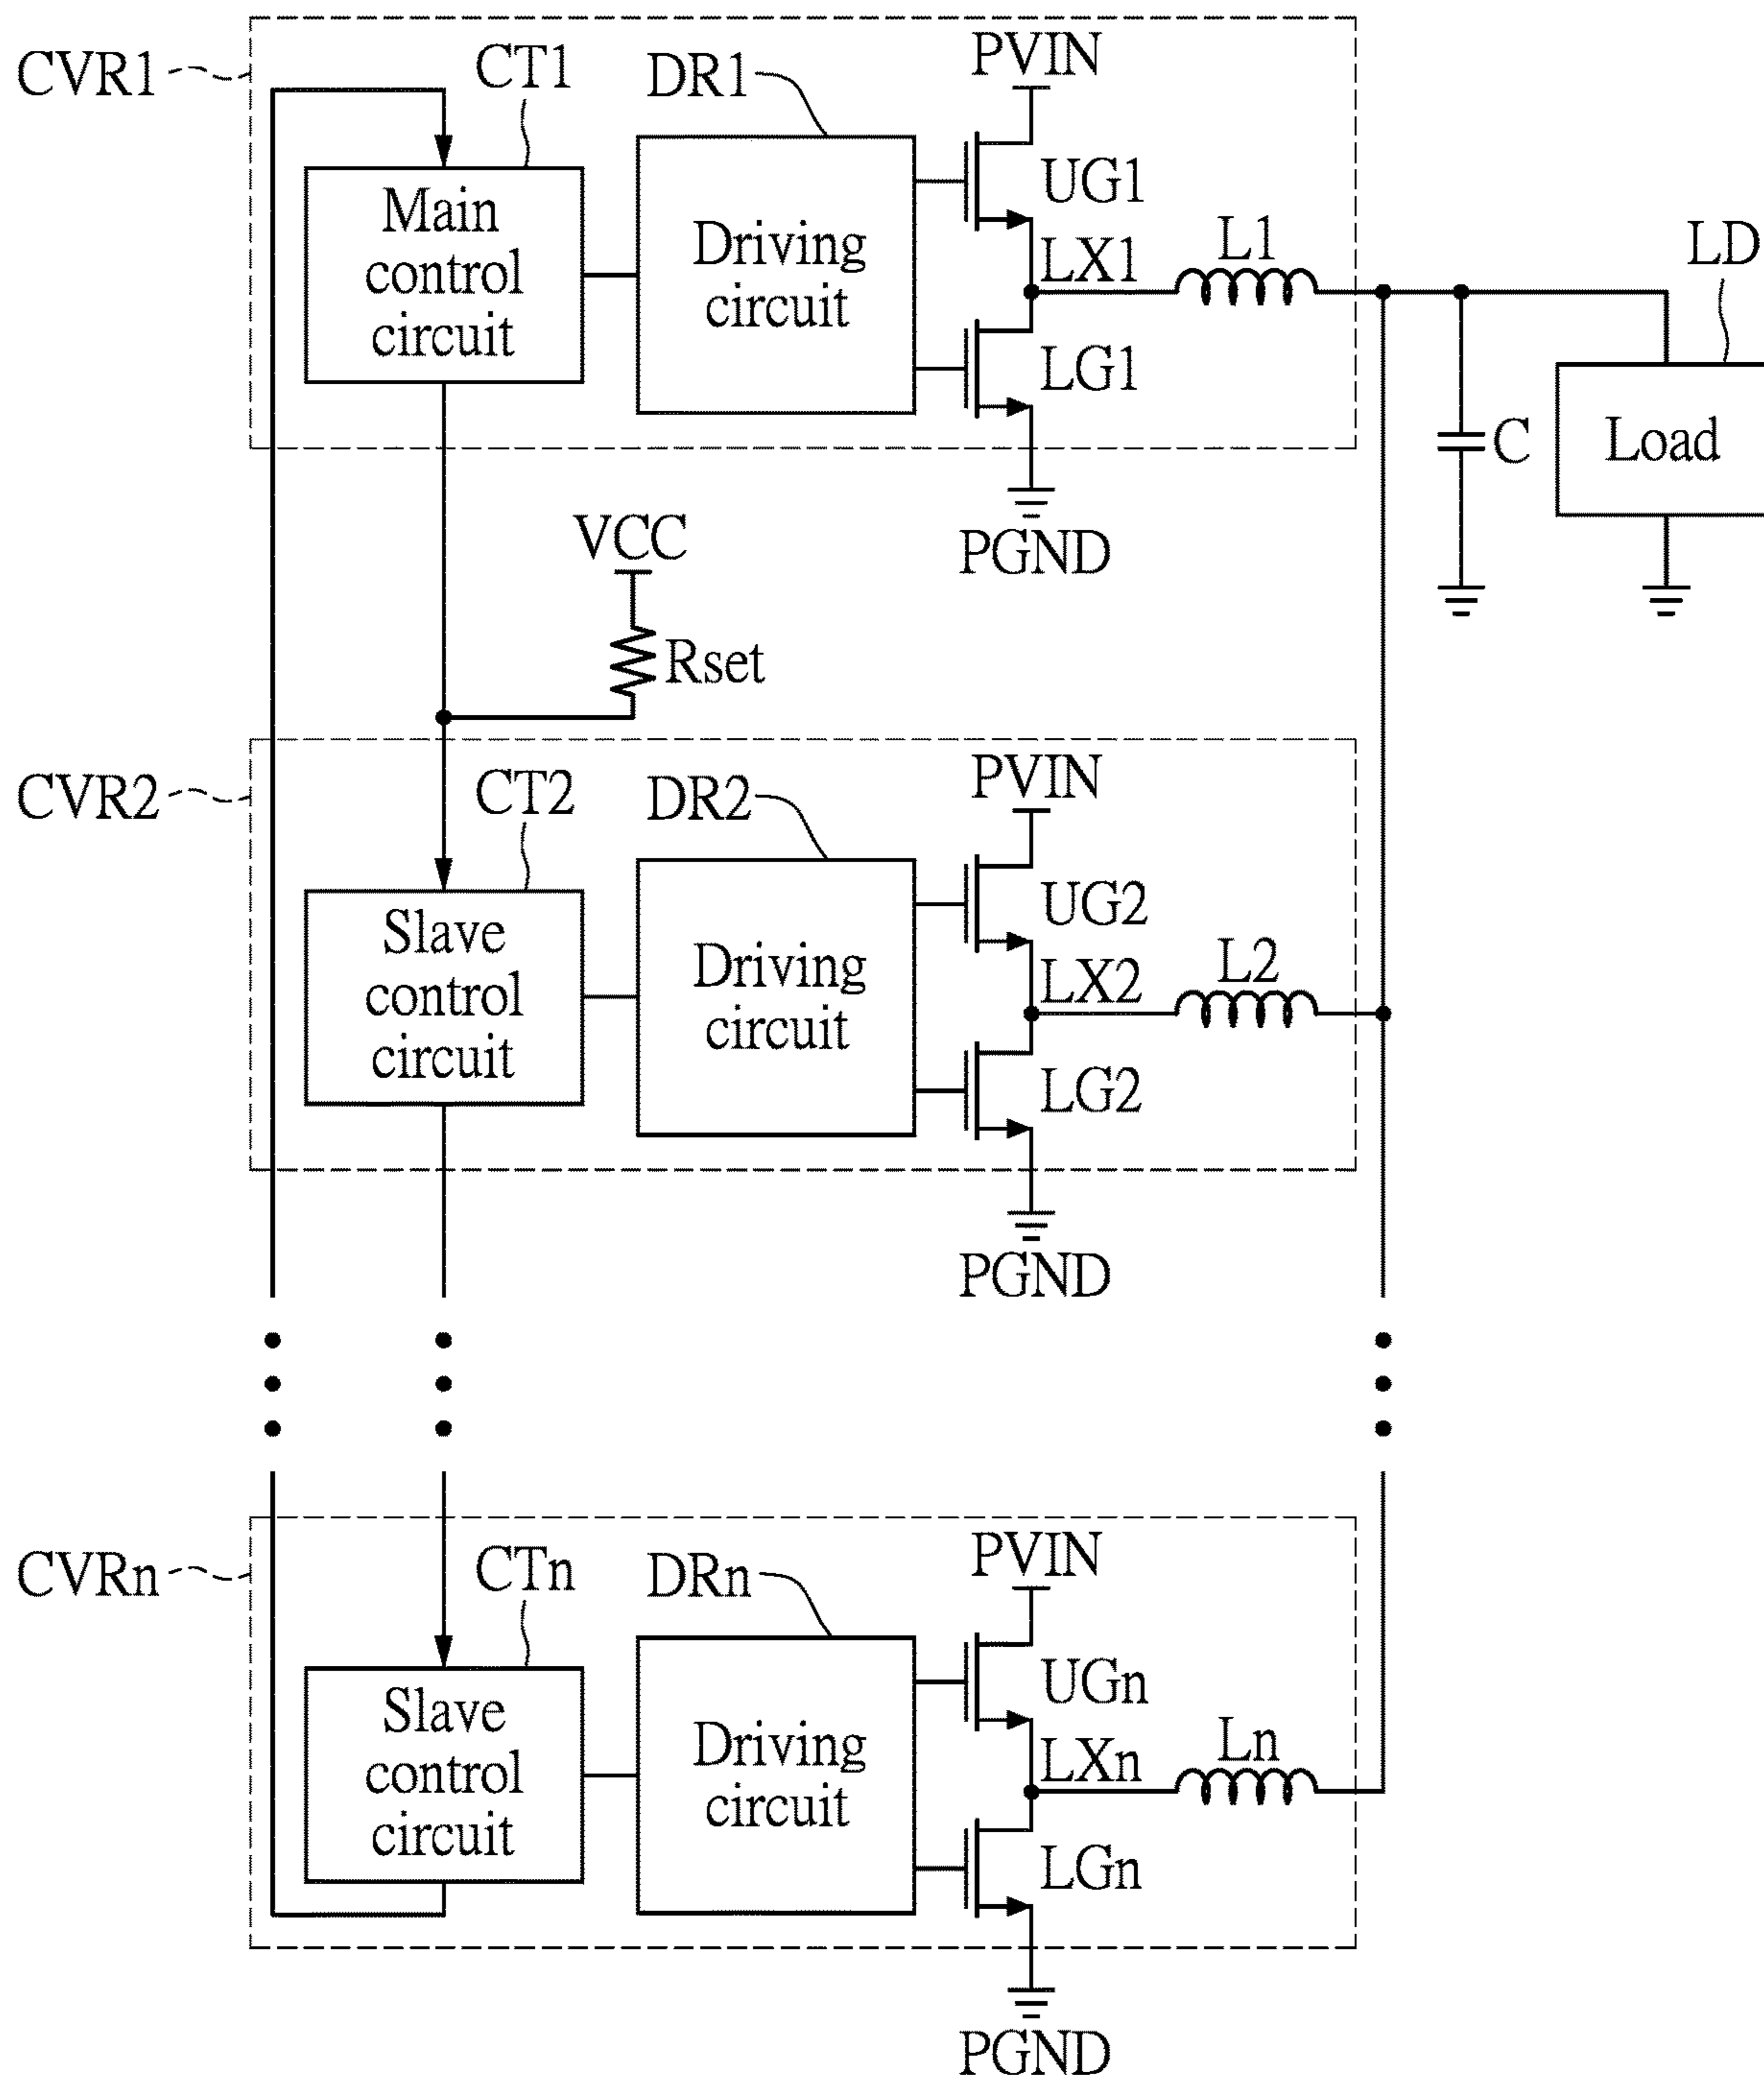 CVR1
CT1
DR1
PVIN
Main
control
circuit
Driving
circuit
UG1
LX1
LG1
L1
LD
Load
C
PGND
VCC
Rset
CVR2
CT2
DR2
PVIN
Slave
control
circuit
Driving
circuit
UG2
LX2
LG2
L2
PGND
CVRn
CTn
DRn
PVIN
Slave
control
circuit
Driving
circuit
UGn
LXn
LGn
Ln
PGND